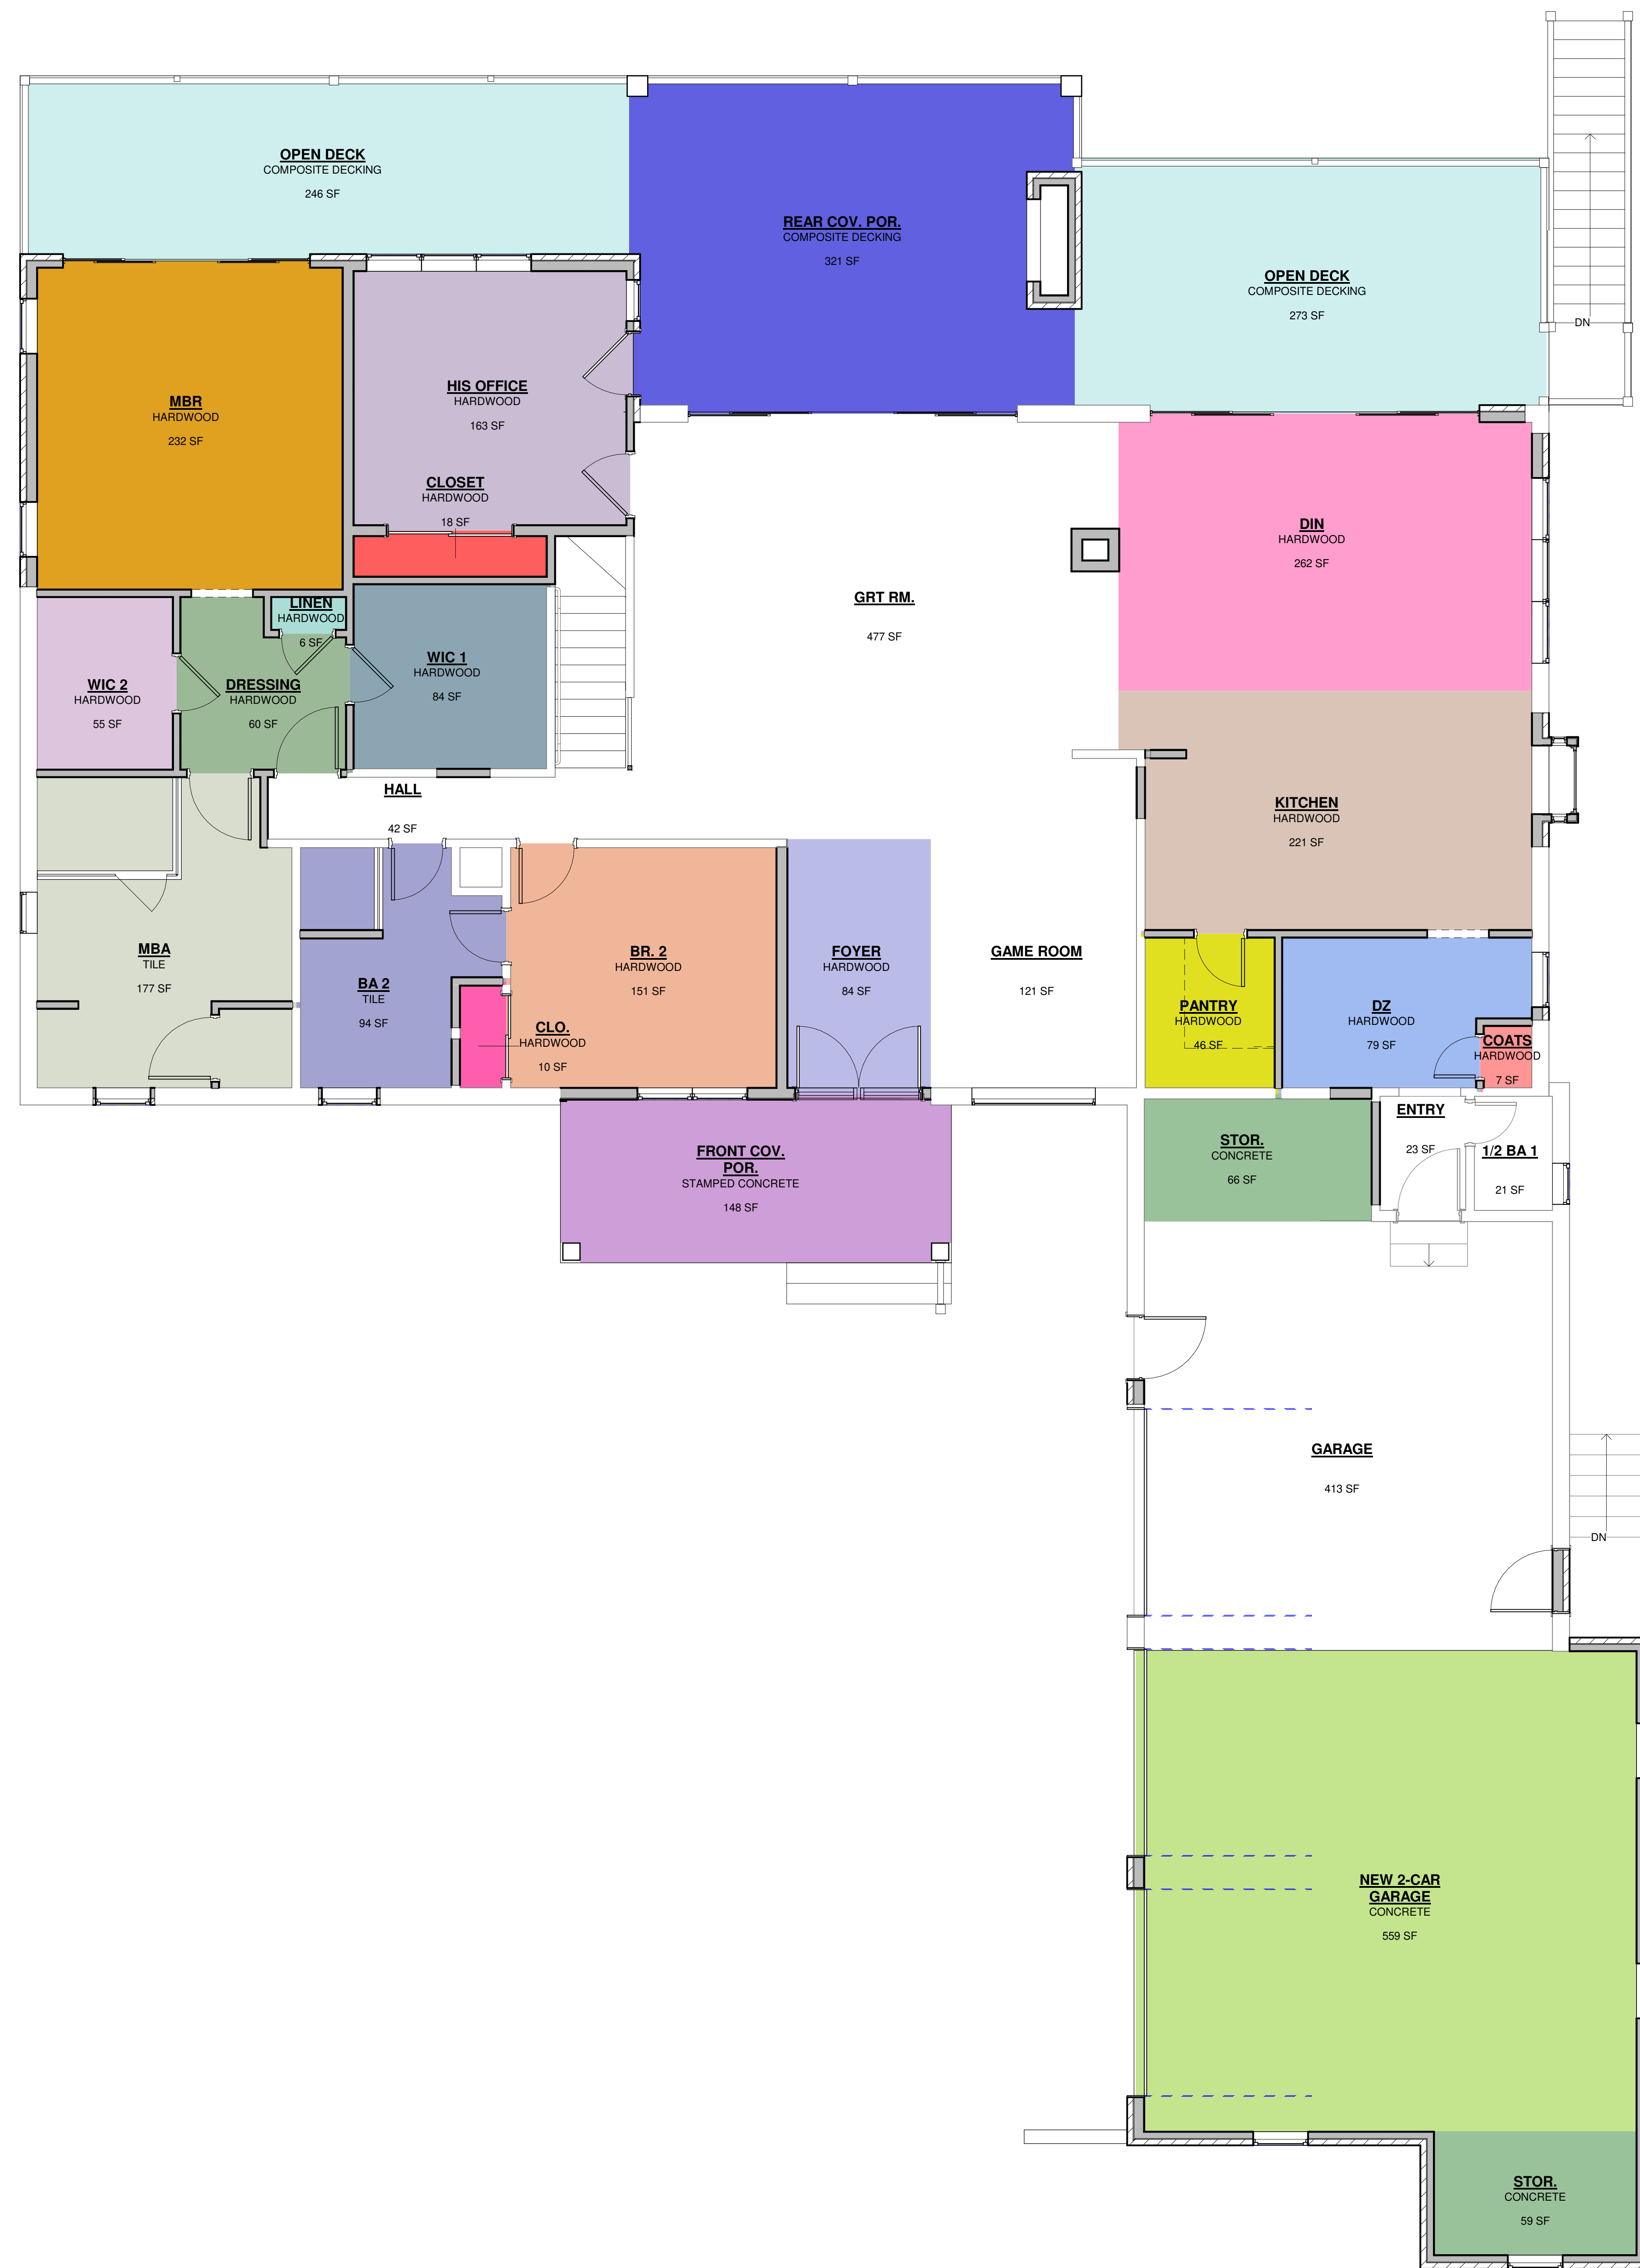 OPEN DECK
COMPOSITE DECKING
246 SF
REAR COV. POR.
COMPOSITE DECKING
321 SF
OPEN DECK
COMPOSITE DECKING
273 SF
DN
MBR
HARDWOOD
232 SF
HIS OFFICE
HARDWOOD
163 SF
CLOSET
HARDWOOD
18 SF
DIN
HARDWOOD
262 SF
GRT RM.
477 SF
LINEN
HARDWOOD
6 SF
WIC 2
HARDWOOD
55 SF
DRESSING
HARDWOOD
60 SF
WIC 1
HARDWOOD
84 SF
HALL
42 SF
KITCHEN
HARDWOOD
221 SF
MBA
TILE
177 SF
BA 2
TILE
94 SF
BR. 2
HARDWOOD
151 SF
CLO.
HARDWOOD
10 SF
FOYER
HARDWOOD
84 SF
GAME ROOM
121 SF
PANTRY
HARDWOOD
46 SF
DZ
HARDWOOD
79 SF
COATS
HARDWOOD
7 SF
ENTRY
23 SF
1/2 BA 1
21 SF
STOR.
CONCRETE
66 SF
FRONT COV.
POR.
STAMPED CONCRETE
148 SF
GARAGE
413 SF
DN
NEW 2-CAR
GARAGE
CONCRETE
559 SF
STOR.
CONCRETE
59 SF